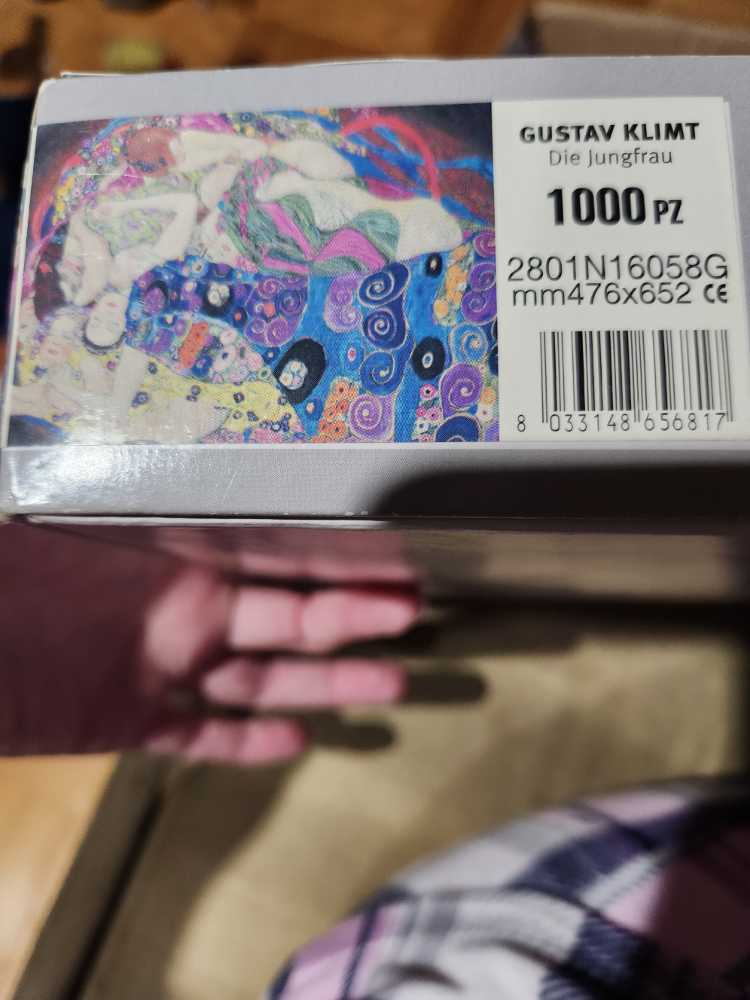 GUSTAV KLIMT
Die Jungfrau
1000 PZ
2801N16058G
mm476x652 CE
8 033148 656817